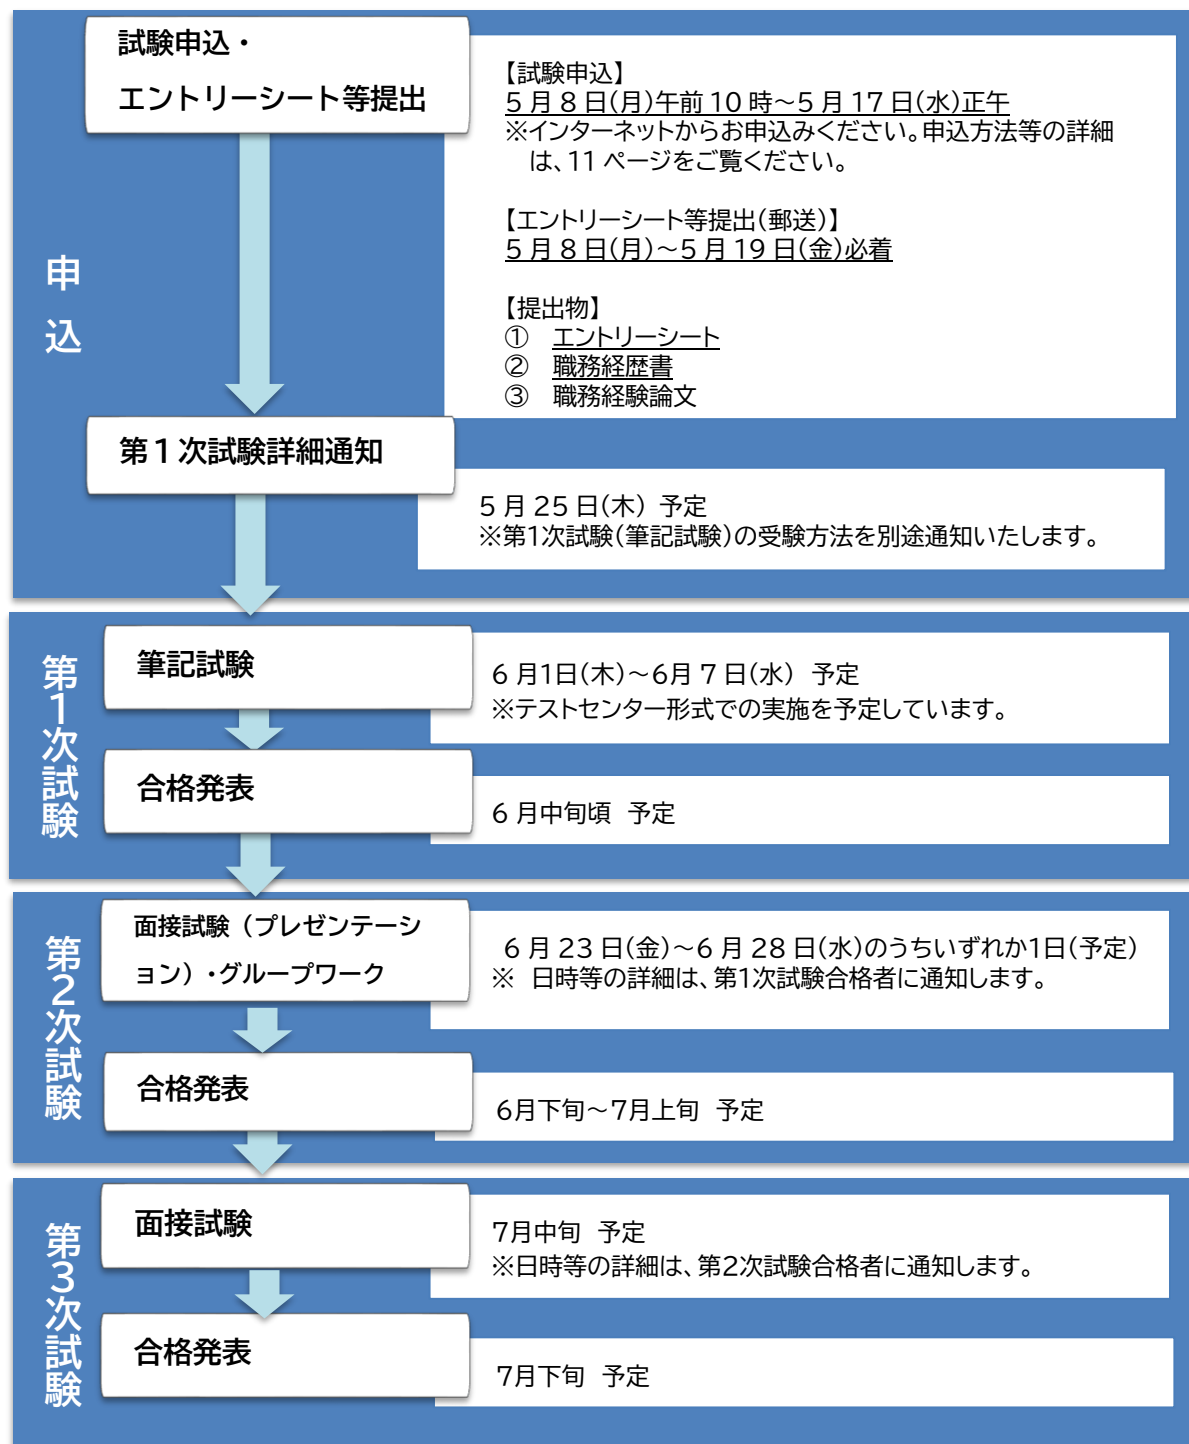 申込
試験申込・
エントリーシート等提出
【試験申込】
5月8日(月)午前10時～5月17日(水)正午
※インターネットからお申込みください。申込方法等の詳細
は、11ページをご覧ください。
【エントリーシート等提出(郵送)】
5月8日(月)～5月19日(金)必着
【提出物】
① エントリーシート
② 職務経歴書
③ 職務経験論文
第１次試験詳細通知
5月25日(木) 予定
※第1次試験(筆記試験)の受験方法を別途通知いたします。
第1次試験
筆記試験
6月1日(木)～6月7日(水) 予定
※テストセンター形式での実施を予定しています。
合格発表
6月中旬頃 予定
第2次試験
面接試験（プレゼンテーシ
ョン）・グループワーク
6月23日(金)～6月28日(水)のうちいずれか1日(予定)
※ 日時等の詳細は、第1次試験合格者に通知します。
合格発表
6月下旬～7月上旬 予定
第3次試験
面接試験
7月中旬 予定
※日時等の詳細は、第2次試験合格者に通知します。
合格発表
7月下旬 予定